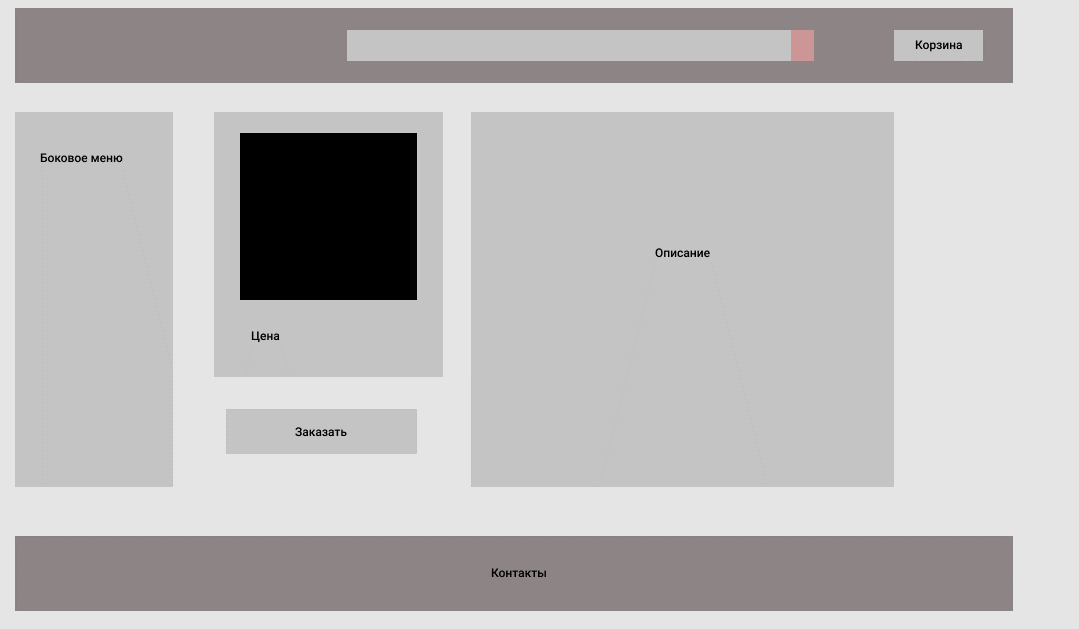 Корзина
Боковое меню
Описание
Цена
Заказать
Контакты